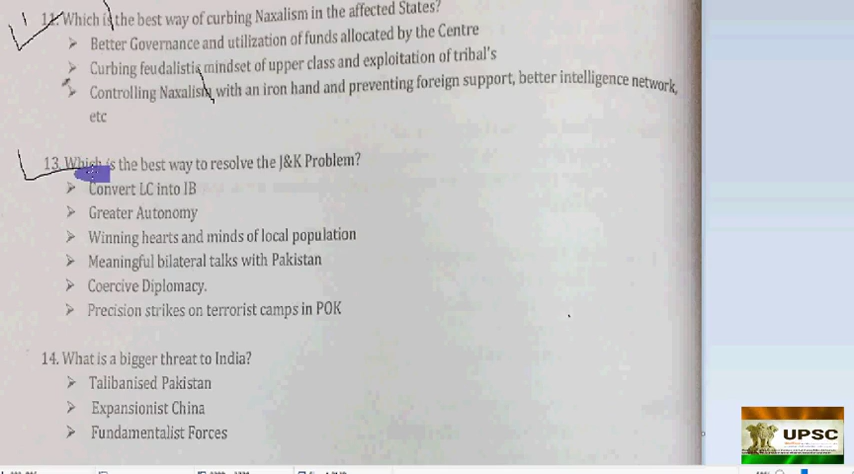 11. Which is the best way of curbing Naxalism in the affected States?
➢ Better Governance and utilization of funds allocated by the Centre
➢ Curbing feudalistic mindset of upper class and exploitation of tribal's
➢ Controlling Naxalism with an iron hand and preventing foreign support, better intelligence network,
etc
13. Which is the best way to resolve the J&K Problem?
➢ Convert LC into IB
➢ Greater Autonomy
➢ Winning hearts and minds of local population
➢ Meaningful bilateral talks with Pakistan
➢ Coercive Diplomacy.
➢ Precision strikes on terrorist camps in POK
14. What is a bigger threat to India?
➢ Talibanised Pakistan
➢ Expansionist China
➢ Fundamentalist Forces
UPSC